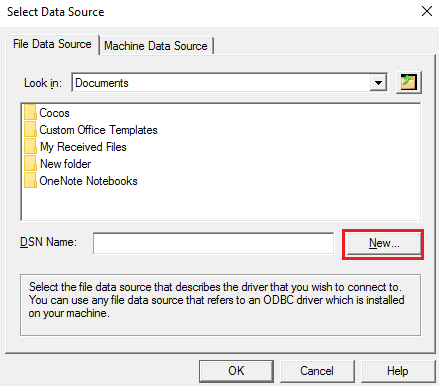 Select Data Source
File Data Source Machine Data Source
Look in: Documents
Cocos
Custom Office Templates
My Received Files
New folder
OneNote Notebooks
DSN Name: New...
Select the file data source that describes the driver that you wish to connect to.
You can use any file data source that refers to an ODBC driver which is installed
on your machine.
OK Cancel Help